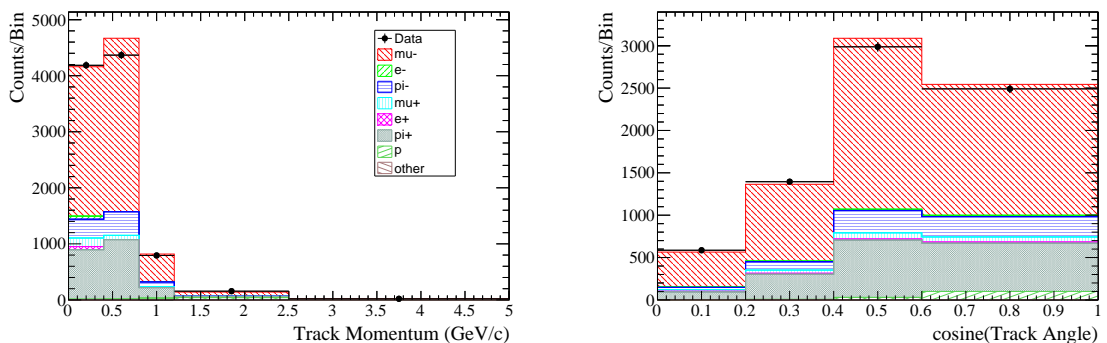 Counts/Bin
5000
4000
3000
2000
1000
0
Data
mu-
e-
pi-
mu+
e+
pi+
p
other
0 0.5 1 1.5 2 2.5 3 3.5 4 4.5 5
Track Momentum (GeV/c)
Counts/Bin
3000
2500
2000
1500
1000
500
0
0 0.1 0.2 0.3 0.4 0.5 0.6 0.7 0.8 0.9 1
cosine(Track Angle)